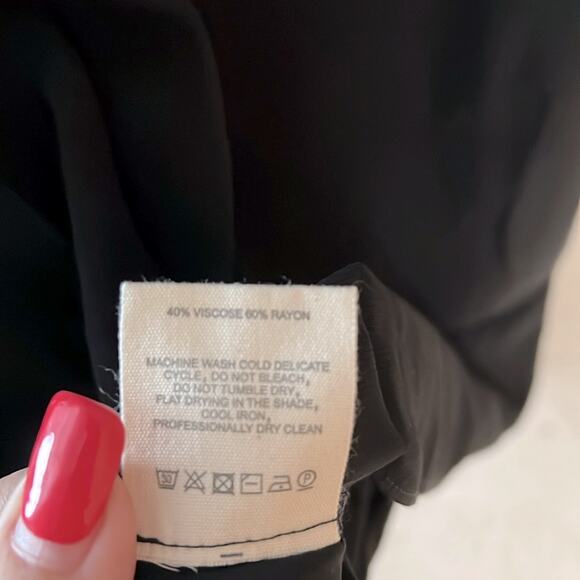 40% VISCOSE 60% RAYON
MACHINE WASH COLD DELICATE
CYCLE, DO NOT BLEACH,
DO NOT TUMBLE DRY,
FLAT DRYING IN THE SHADE,
COOL IRON,
PROFESSIONALLY DRY CLEAN
30 P